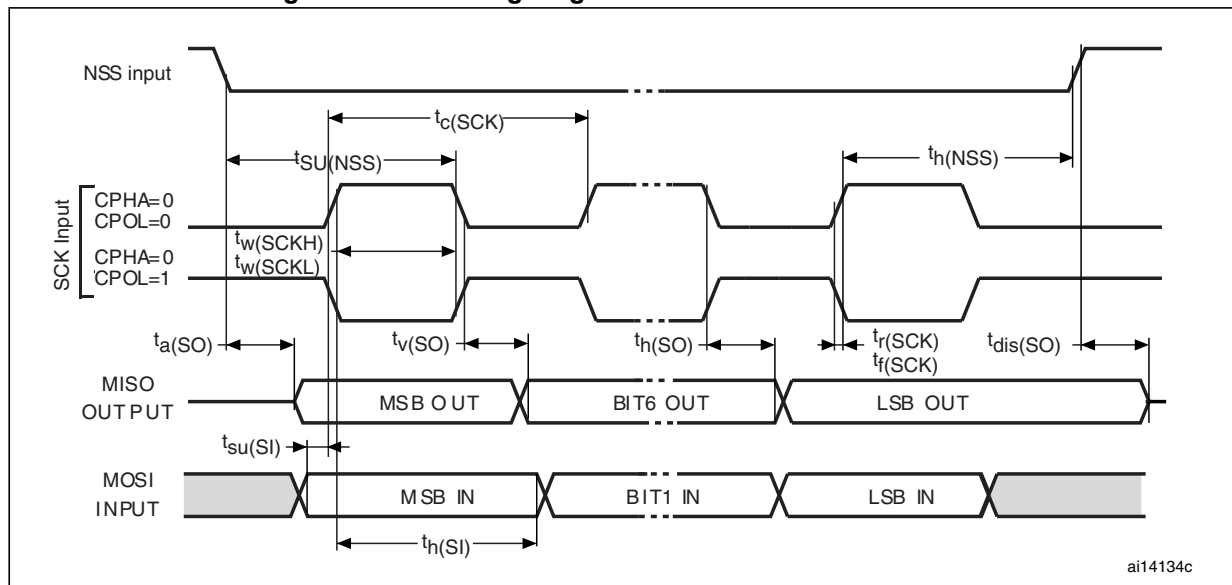 NSS input
tc(SCK)
tSU(NSS)
th(NSS)
SCK Input
CPHA=0
CPOL=0
tw(SCKH)
CPHA=0
tw(SCKL)
CPOL=1
ta(SO)
tv(SO)
th(SO)
tr(SCK)
tf(SCK)
tdis(SO)
MISO
OUTPUT
MSB OUT
BIT6 OUT
LSB OUT
tsu(SI)
MOSI
INPUT
MSB IN
BIT1 IN
LSB IN
th(SI)
ai14134c